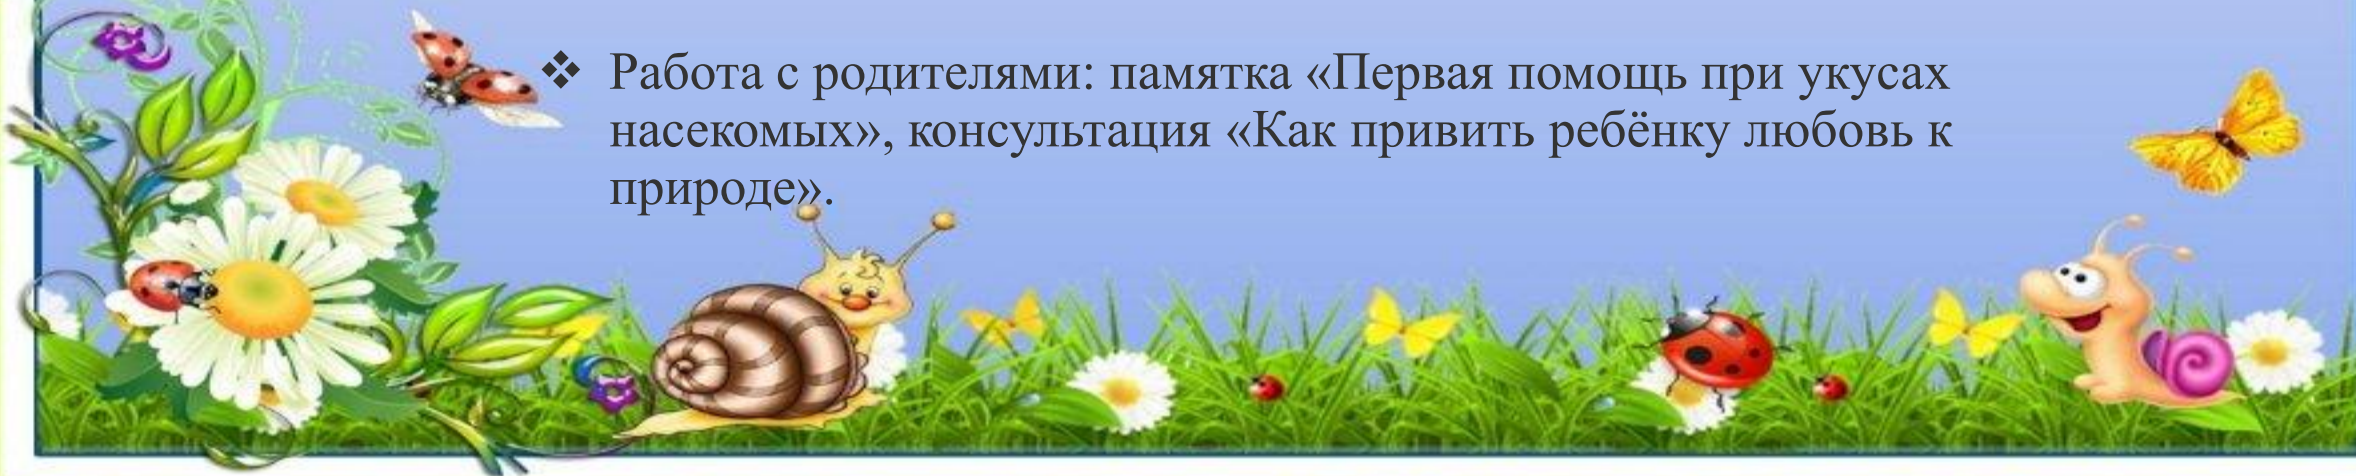 ❖ Работа с родителями: памятка «Первая помощь при укусах
насекомых», консультация «Как привить ребёнку любовь к
природе».